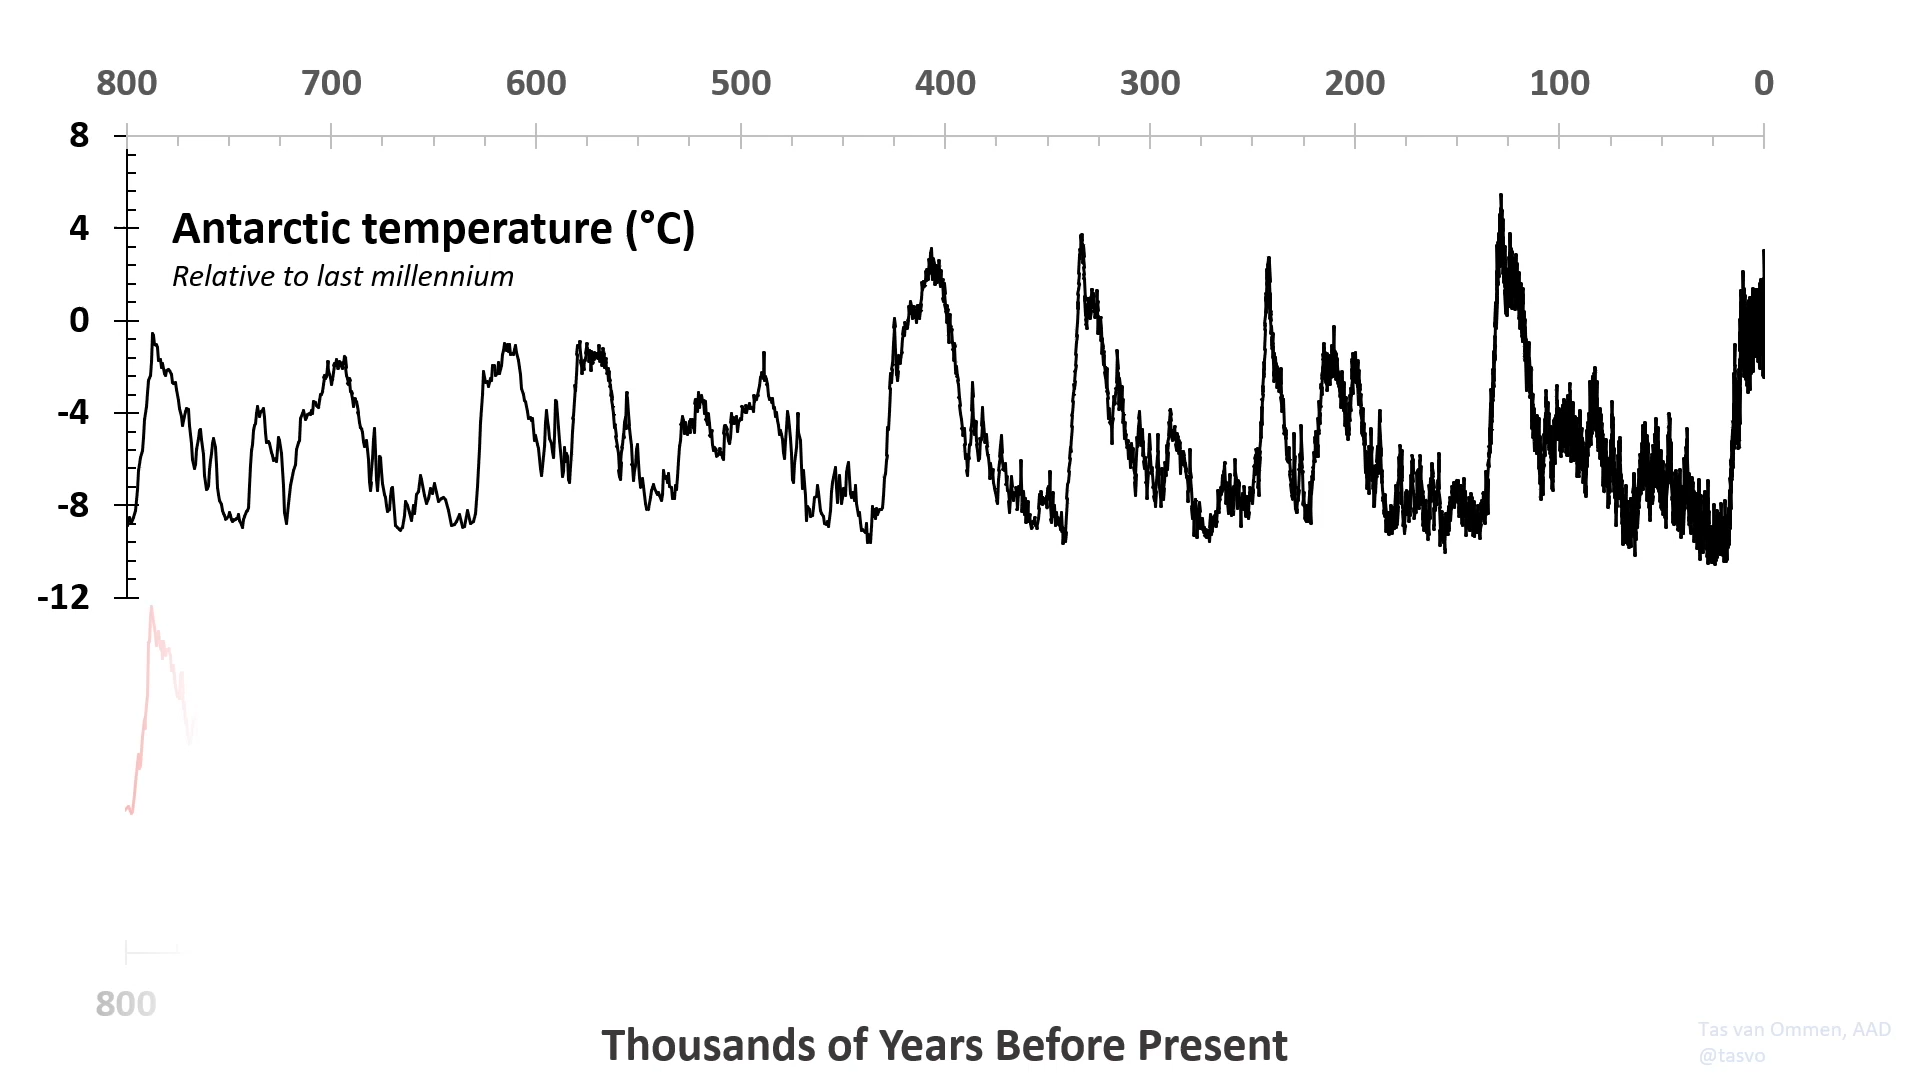 800 700 600 500 400 300 200 100 0
8
Antarctic temperature (°C)
4
Relative to last millennium
0
-4
-8
-12
800
Thousands of Years Before Present
Tas van Ommen, AAD
@tasvo